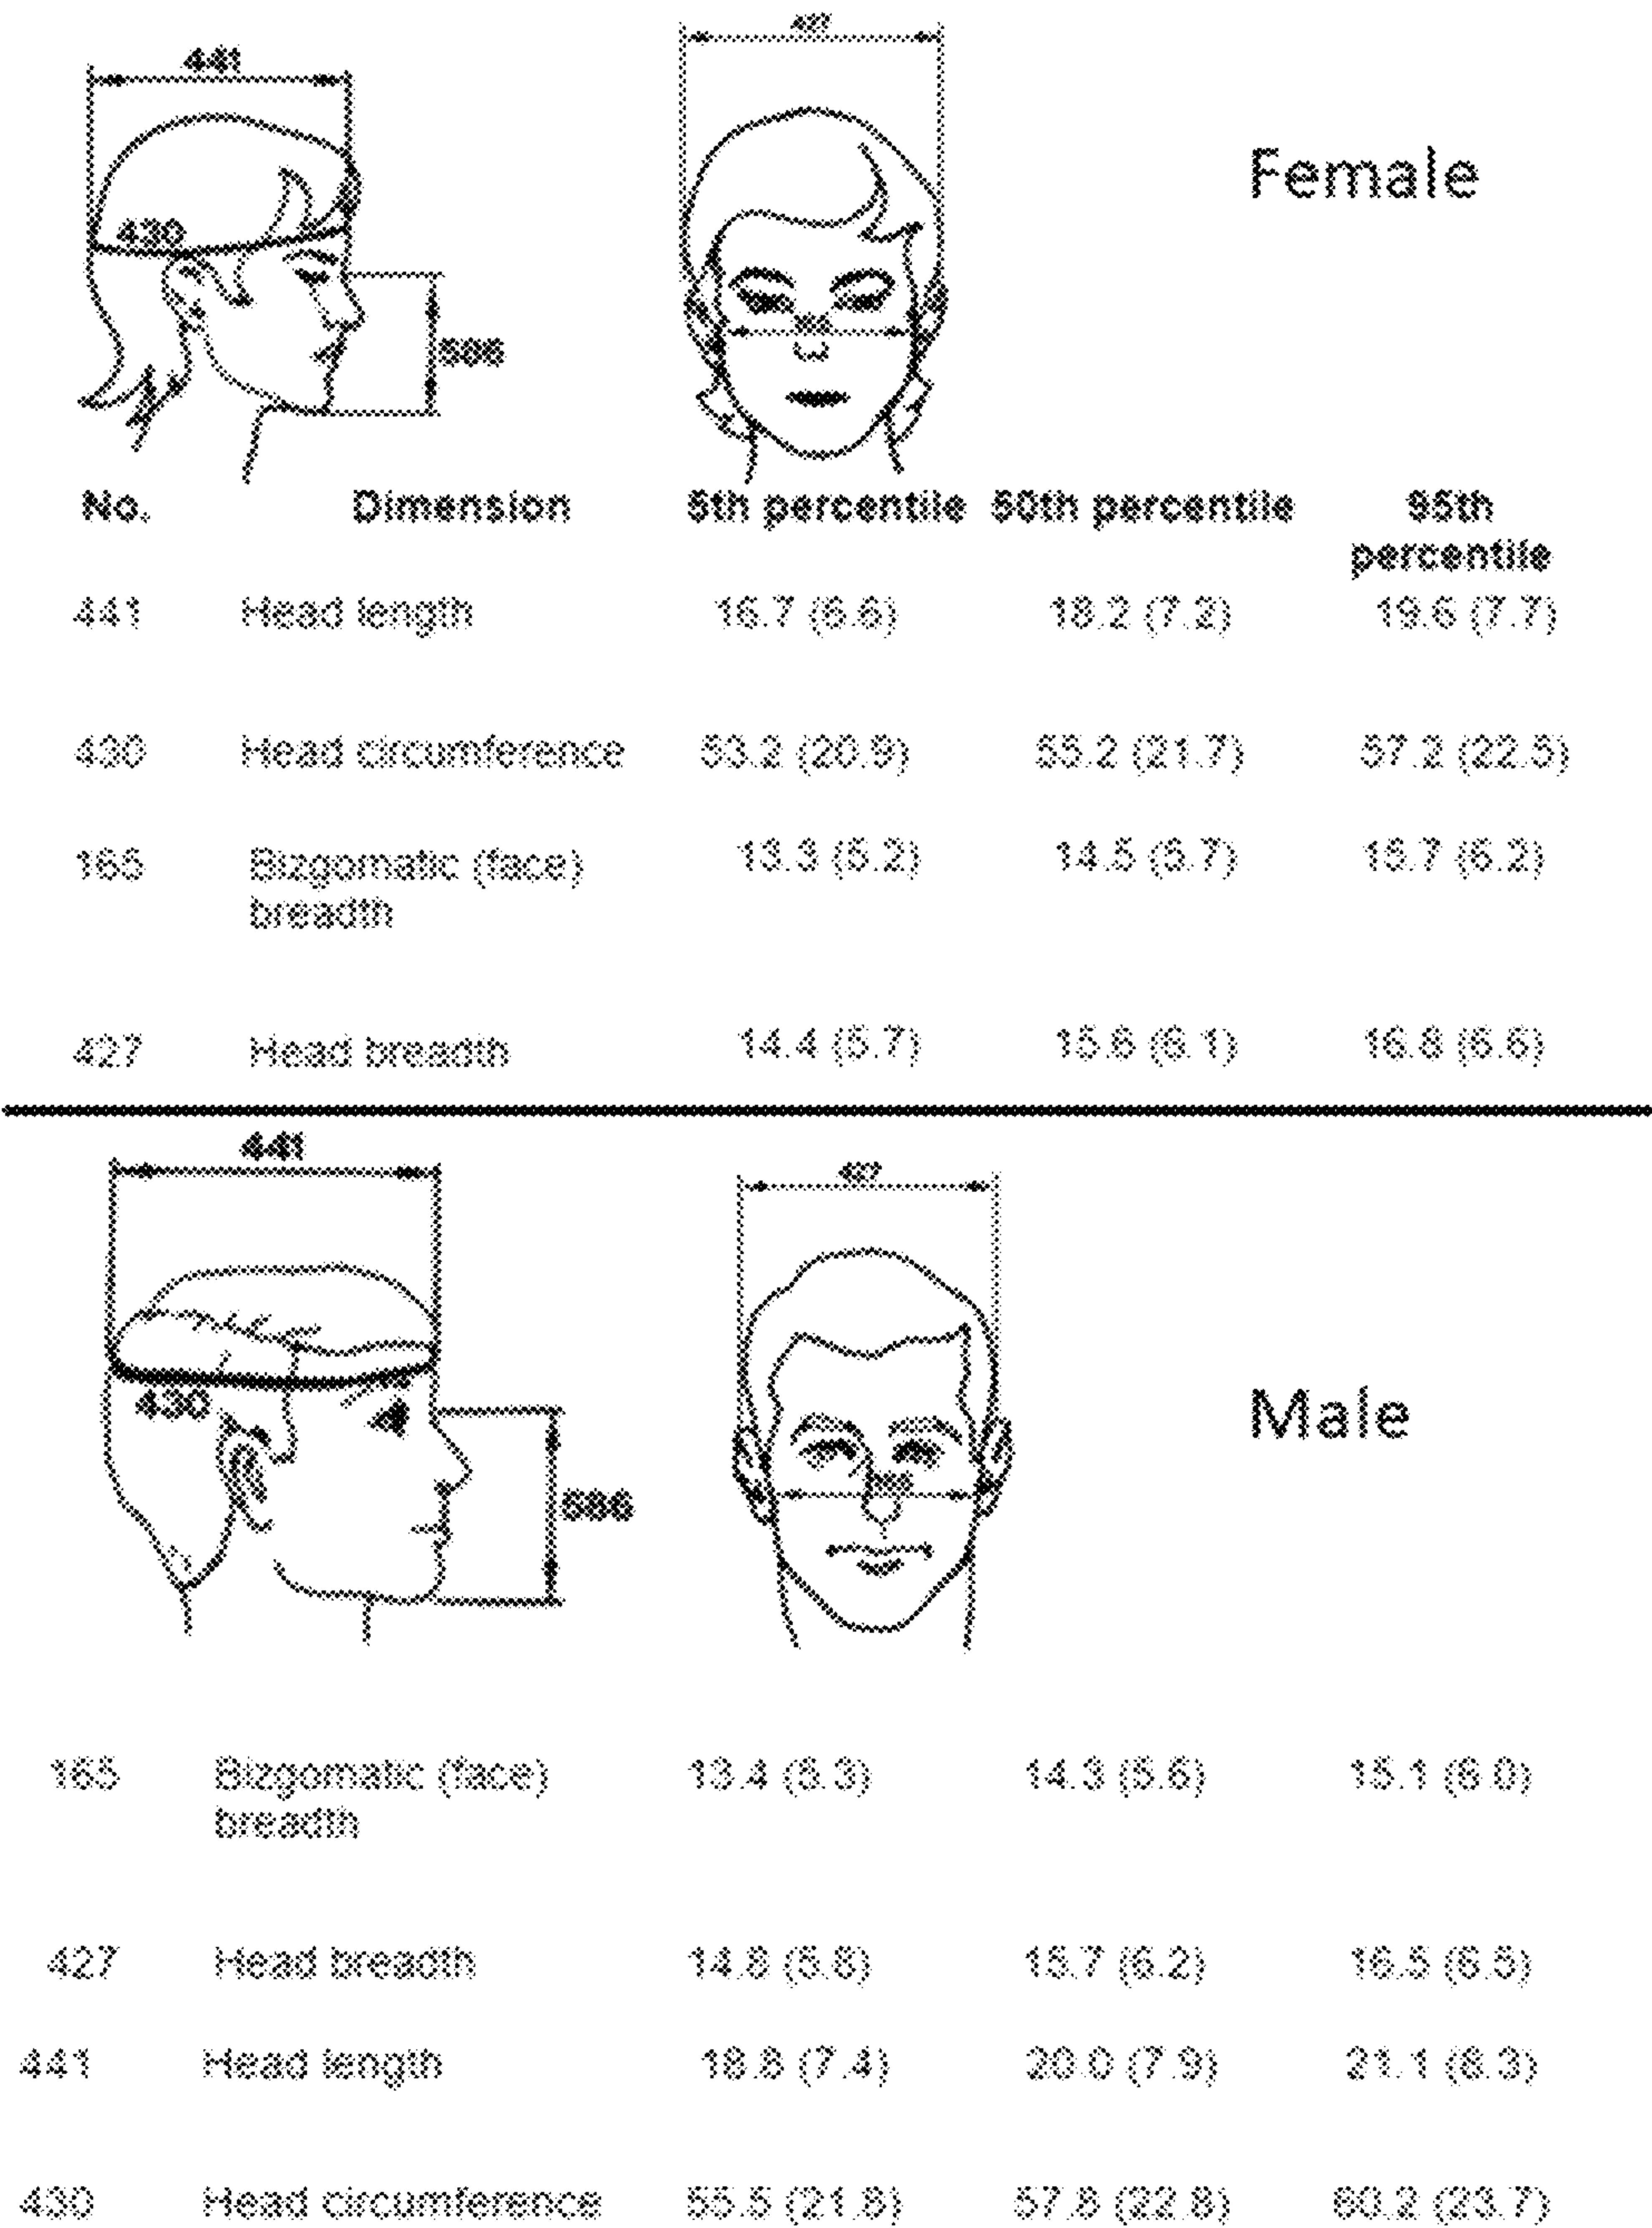 441
427
Female
430
No. Dimension 5th percentile 50th percentile 95th
percentile
441 Head length 16.7 (6.6) 18.2 (7.2) 19.6 (7.7)
430 Head circumference 53.2 (20.9) 55.2 (21.7) 57.2 (22.5)
165 Bizgomatic (face) 13.3 (5.2) 14.5 (5.7) 15.7 (6.2)
breadth
427 Head breadth 14.4 (5.7) 15.6 (6.1) 16.8 (6.6)
441
427
430
Male
165 Bizgomatic (face) 13.4 (5.3) 14.3 (5.6) 15.1 (6.0)
breadth
427 Head breadth 14.8 (5.8) 15.7 (6.2) 16.5 (6.5)
441 Head length 18.8 (7.4) 20.0 (7.9) 21.1 (8.3)
430 Head circumference 55.5 (21.8) 57.8 (22.8) 60.2 (23.7)